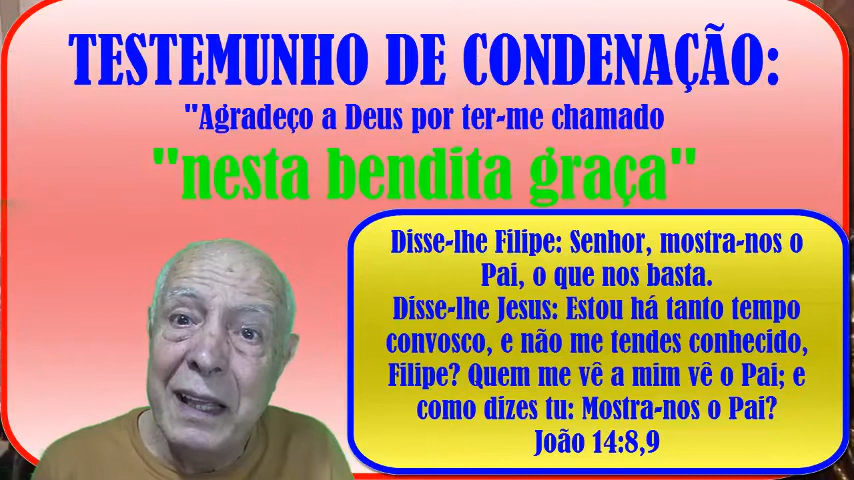 TESTEMUNHO DE CONDENAÇÃO:
"Agradeço a Deus por ter-me chamado
"nesta bendita graça"
Disse-lhe Filipe: Senhor, mostra-nos o
Pai, o que nos basta.
Disse-lhe Jesus: Estou há tanto tempo
convosco, e não me tendes conhecido,
Filipe? Quem me vê a mim vê o Pai; e
como dizes tu: Mostra-nos o Pai?
João 14:8,9